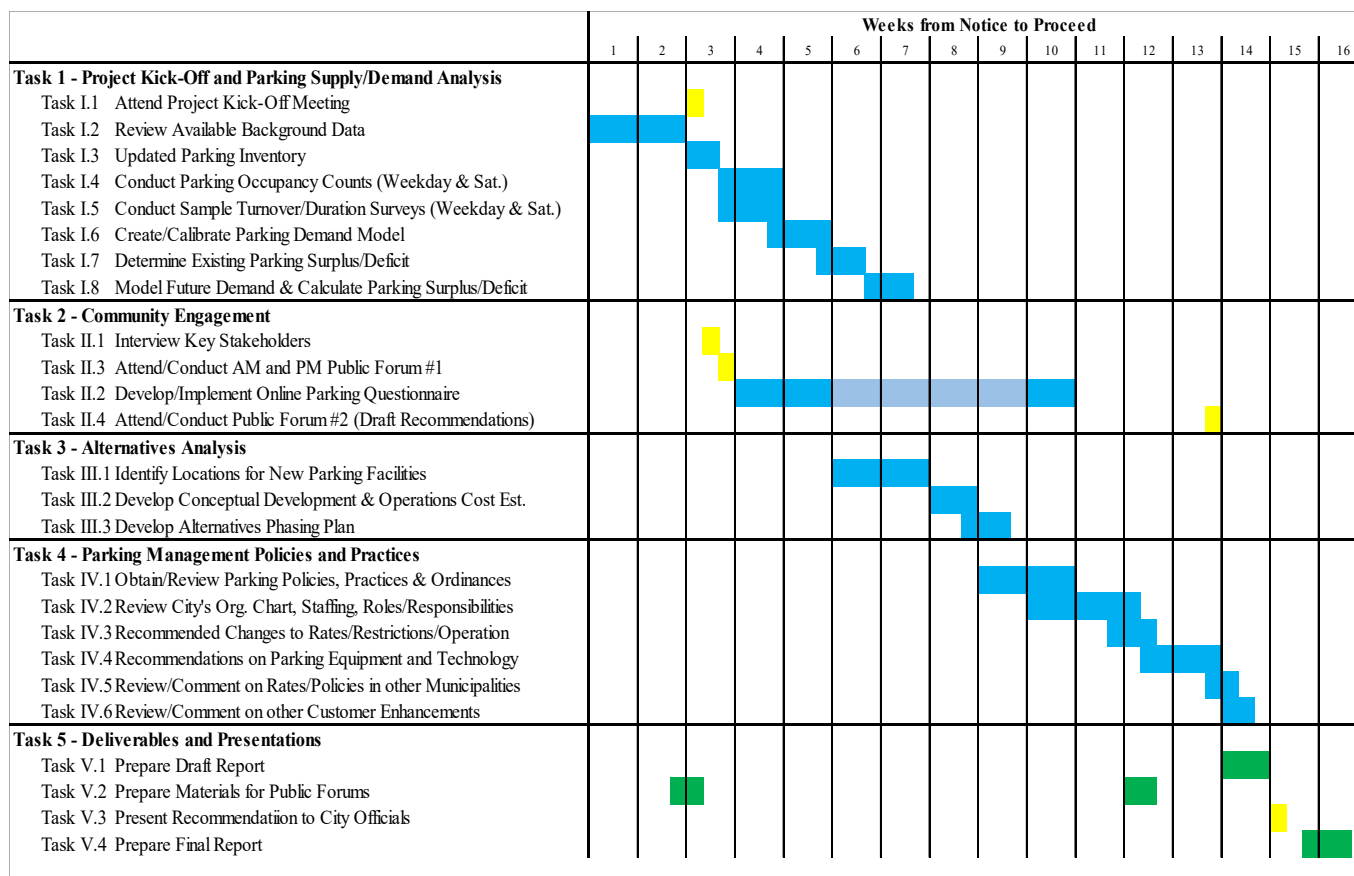 Weeks from Notice to Proceed
1 2 3 4 5 6 7 8 9 10 11 12 13 14 15 16
Task 1 - Project Kick-Off and Parking Supply/Demand Analysis
Task I.1 Attend Project Kick-Off Meeting
Task I.2 Review Available Background Data
Task I.3 Updated Parking Inventory
Task I.4 Conduct Parking Occupancy Counts (Weekday & Sat.)
Task I.5 Conduct Sample Turnover/Duration Surveys (Weekday & Sat.)
Task I.6 Create/Calibrate Parking Demand Model
Task I.7 Determine Existing Parking Surplus/Deficit
Task I.8 Model Future Demand & Calculate Parking Surplus/Deficit
Task 2 - Community Engagement
Task II.1 Interview Key Stakeholders
Task II.3 Attend/Conduct AM and PM Public Forum #1
Task II.2 Develop/Implement Online Parking Questionnaire
Task II.4 Attend/Conduct Public Forum #2 (Draft Recommendations)
Task 3 - Alternatives Analysis
Task III.1 Identify Locations for New Parking Facilities
Task III.2 Develop Conceptual Development & Operations Cost Est.
Task III.3 Develop Alternatives Phasing Plan
Task 4 - Parking Management Policies and Practices
Task IV.1 Obtain/Review Parking Policies, Practices & Ordinances
Task IV.2 Review City's Org. Chart, Staffing, Roles/Responsibilities
Task IV.3 Recommended Changes to Rates/Restrictions/Operation
Task IV.4 Recommendations on Parking Equipment and Technology
Task IV.5 Review/Comment on Rates/Policies in other Municipalities
Task IV.6 Review/Comment on other Customer Enhancements
Task 5 - Deliverables and Presentations
Task V.1 Prepare Draft Report
Task V.2 Prepare Materials for Public Forums
Task V.3 Present Recommendatiion to City Officials
Task V.4 Prepare Final Report